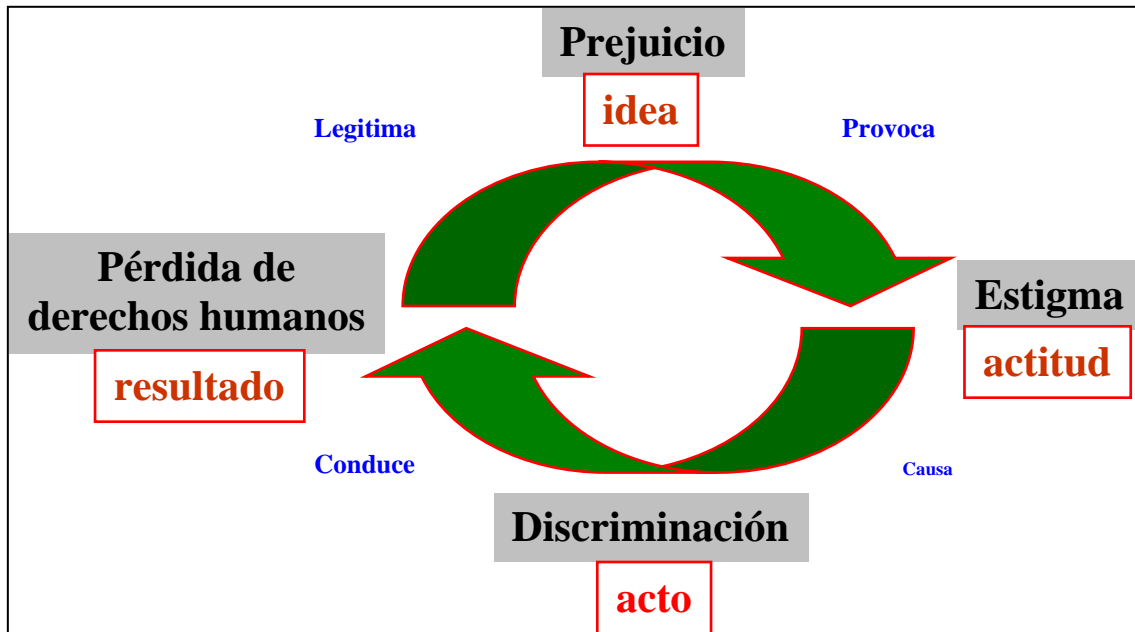 Prejuicio
idea
Legitima
Provoca
Pérdida de
derechos humanos
resultado
Estigma
actitud
Conduce
Causa
Discriminación
acto